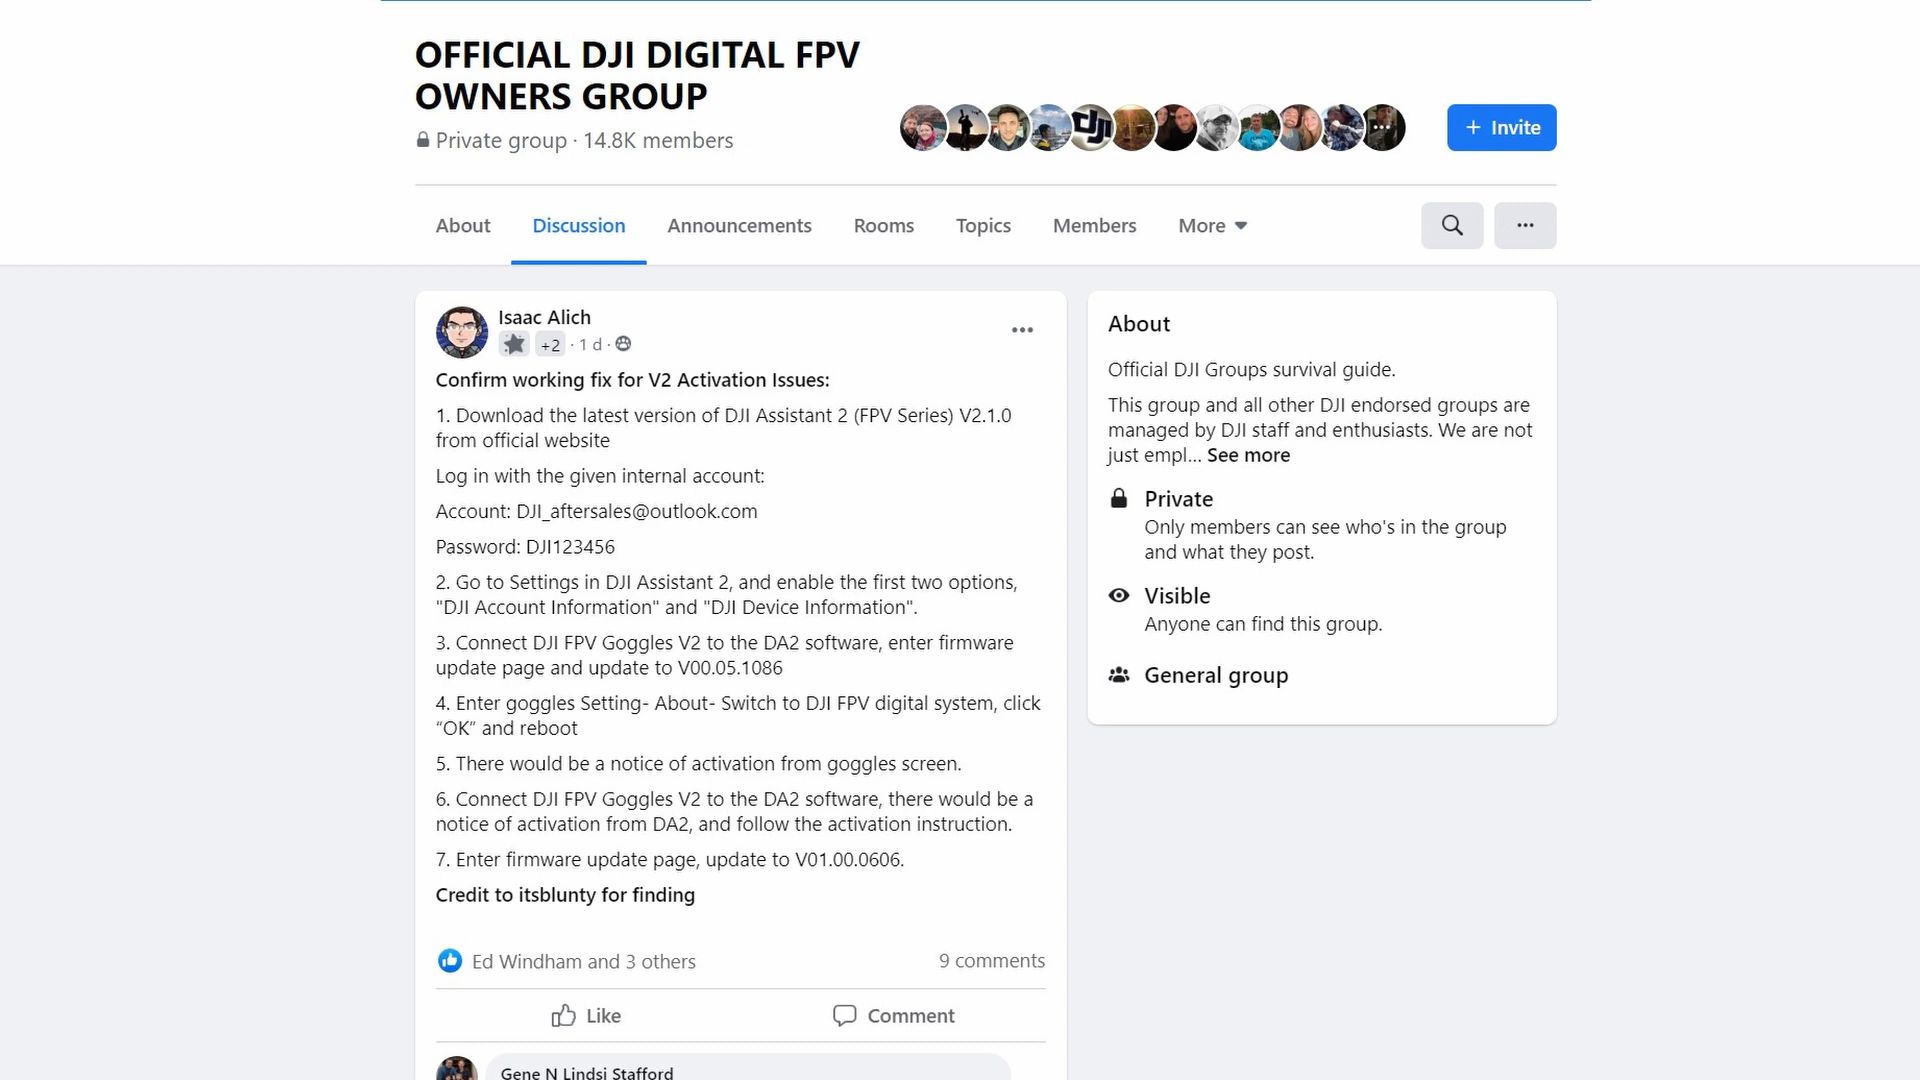 OFFICIAL DJI DIGITAL FPV
OWNERS GROUP
Private group · 14.8K members
dji
+ Invite
About
Discussion
Announcements
Rooms
Topics
Members
More
Isaac Alich
+2 · 1 d ·
Confirm working fix for V2 Activation Issues:
1. Download the latest version of DJI Assistant 2 (FPV Series) V2.1.0
from official website
Log in with the given internal account:
Account: DJI_aftersales@outlook.com
Password: DJI123456
2. Go to Settings in DJI Assistant 2, and enable the first two options,
"DJI Account Information" and "DJI Device Information".
3. Connect DJI FPV Goggles V2 to the DA2 software, enter firmware
update page and update to V00.05.1086
4. Enter goggles Setting- About- Switch to DJI FPV digital system, click
“OK” and reboot
5. There would be a notice of activation from goggles screen.
6. Connect DJI FPV Goggles V2 to the DA2 software, there would be a
notice of activation from DA2, and follow the activation instruction.
7. Enter firmware update page, update to V01.00.0606.
Credit to itsblunty for finding
Ed Windham and 3 others
9 comments
Like
Comment
Gene N Lindsi Stafford
About
Official DJI Groups survival guide.
This group and all other DJI endorsed groups are
managed by DJI staff and enthusiasts. We are not
just empl... See more
Private
Only members can see who's in the group
and what they post.
Visible
Anyone can find this group.
General group